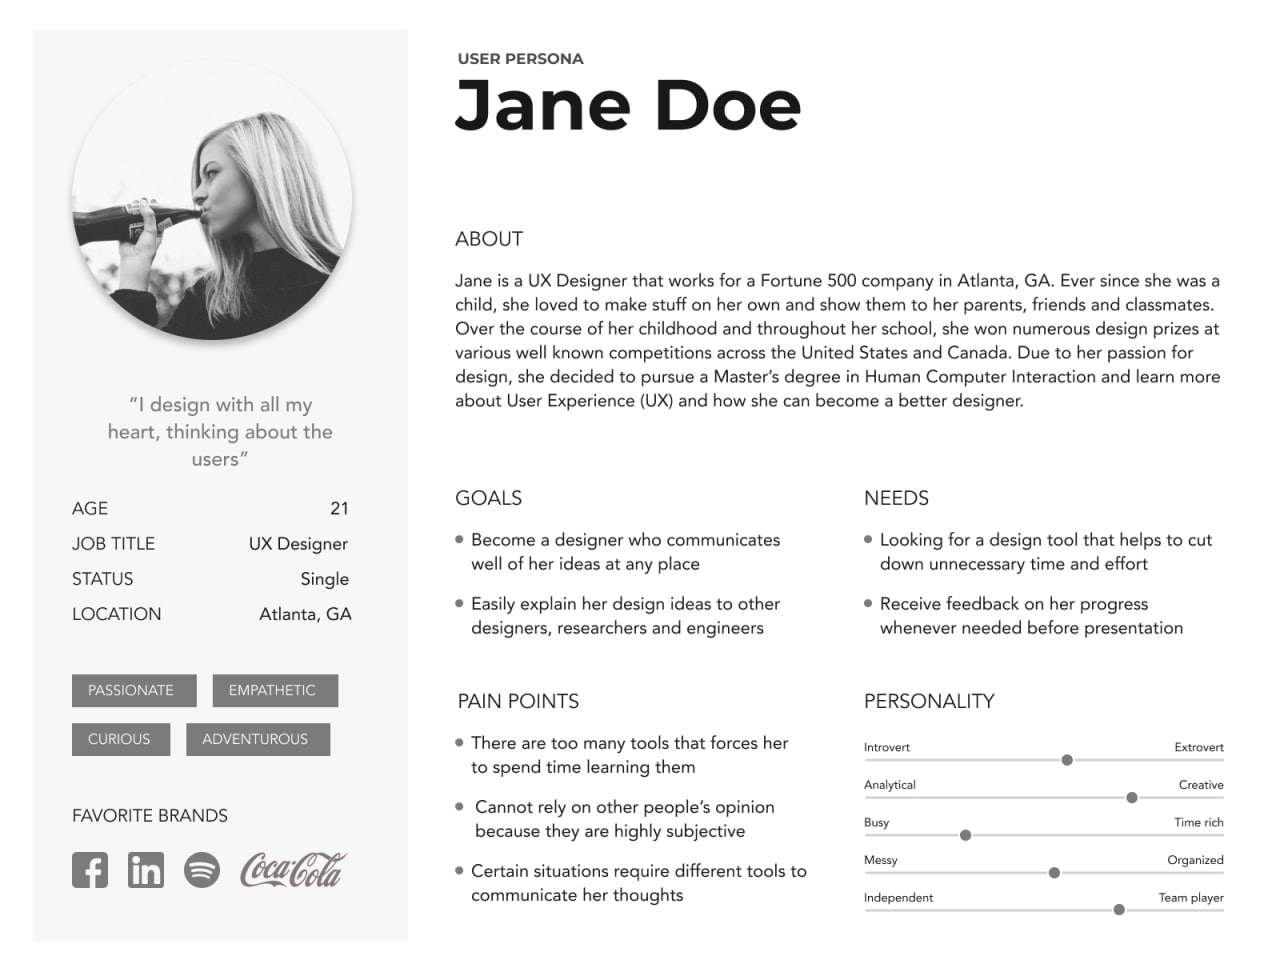 USER PERSONA
Jane Doe
“I design with all my
heart, thinking about the
users”
AGE 21
JOB TITLE UX Designer
STATUS Single
LOCATION Atlanta, GA
PASSIONATE EMPATHETIC
CURIOUS ADVENTUROUS
FAVORITE BRANDS
f in Coca-Cola
ABOUT
Jane is a UX Designer that works for a Fortune 500 company in Atlanta, GA. Ever since she was a
child, she loved to make stuff on her own and show them to her parents, friends and classmates.
Over the course of her childhood and throughout her school, she won numerous design prizes at
various well known competitions across the United States and Canada. Due to her passion for
design, she decided to pursue a Master’s degree in Human Computer Interaction and learn more
about User Experience (UX) and how she can become a better designer.
GOALS
Become a designer who communicates
well of her ideas at any place
Easily explain her design ideas to other
designers, researchers and engineers
NEEDS
Looking for a design tool that helps to cut
down unnecessary time and effort
Receive feedback on her progress
whenever needed before presentation
PAIN POINTS
There are too many tools that forces her
to spend time learning them
Cannot rely on other people’s opinion
because they are highly subjective
Certain situations require different tools to
communicate her thoughts
PERSONALITY
Introvert Extrovert
Analytical Creative
Busy Time rich
Messy Organized
Independent Team player